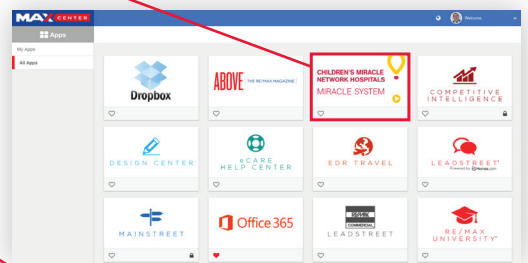 MAX CENTER
Welcome
Apps
My Apps
All Apps
Dropbox
ABOVE THE RE/MAX MAGAZINE
CHILDREN'S MIRACLE
NETWORK HOSPITALS
MIRACLE SYSTEM
COMPETITIVE
INTELLIGENCE
DESIGN CENTER
eCARE
HELP CENTER
EDR TRAVEL
LEADSTREET
Powered by
MAINSTREET
Office 365
RE/MAX
COMMERCIAL
LEADSTREET
RE/MAX
UNIVERSITY